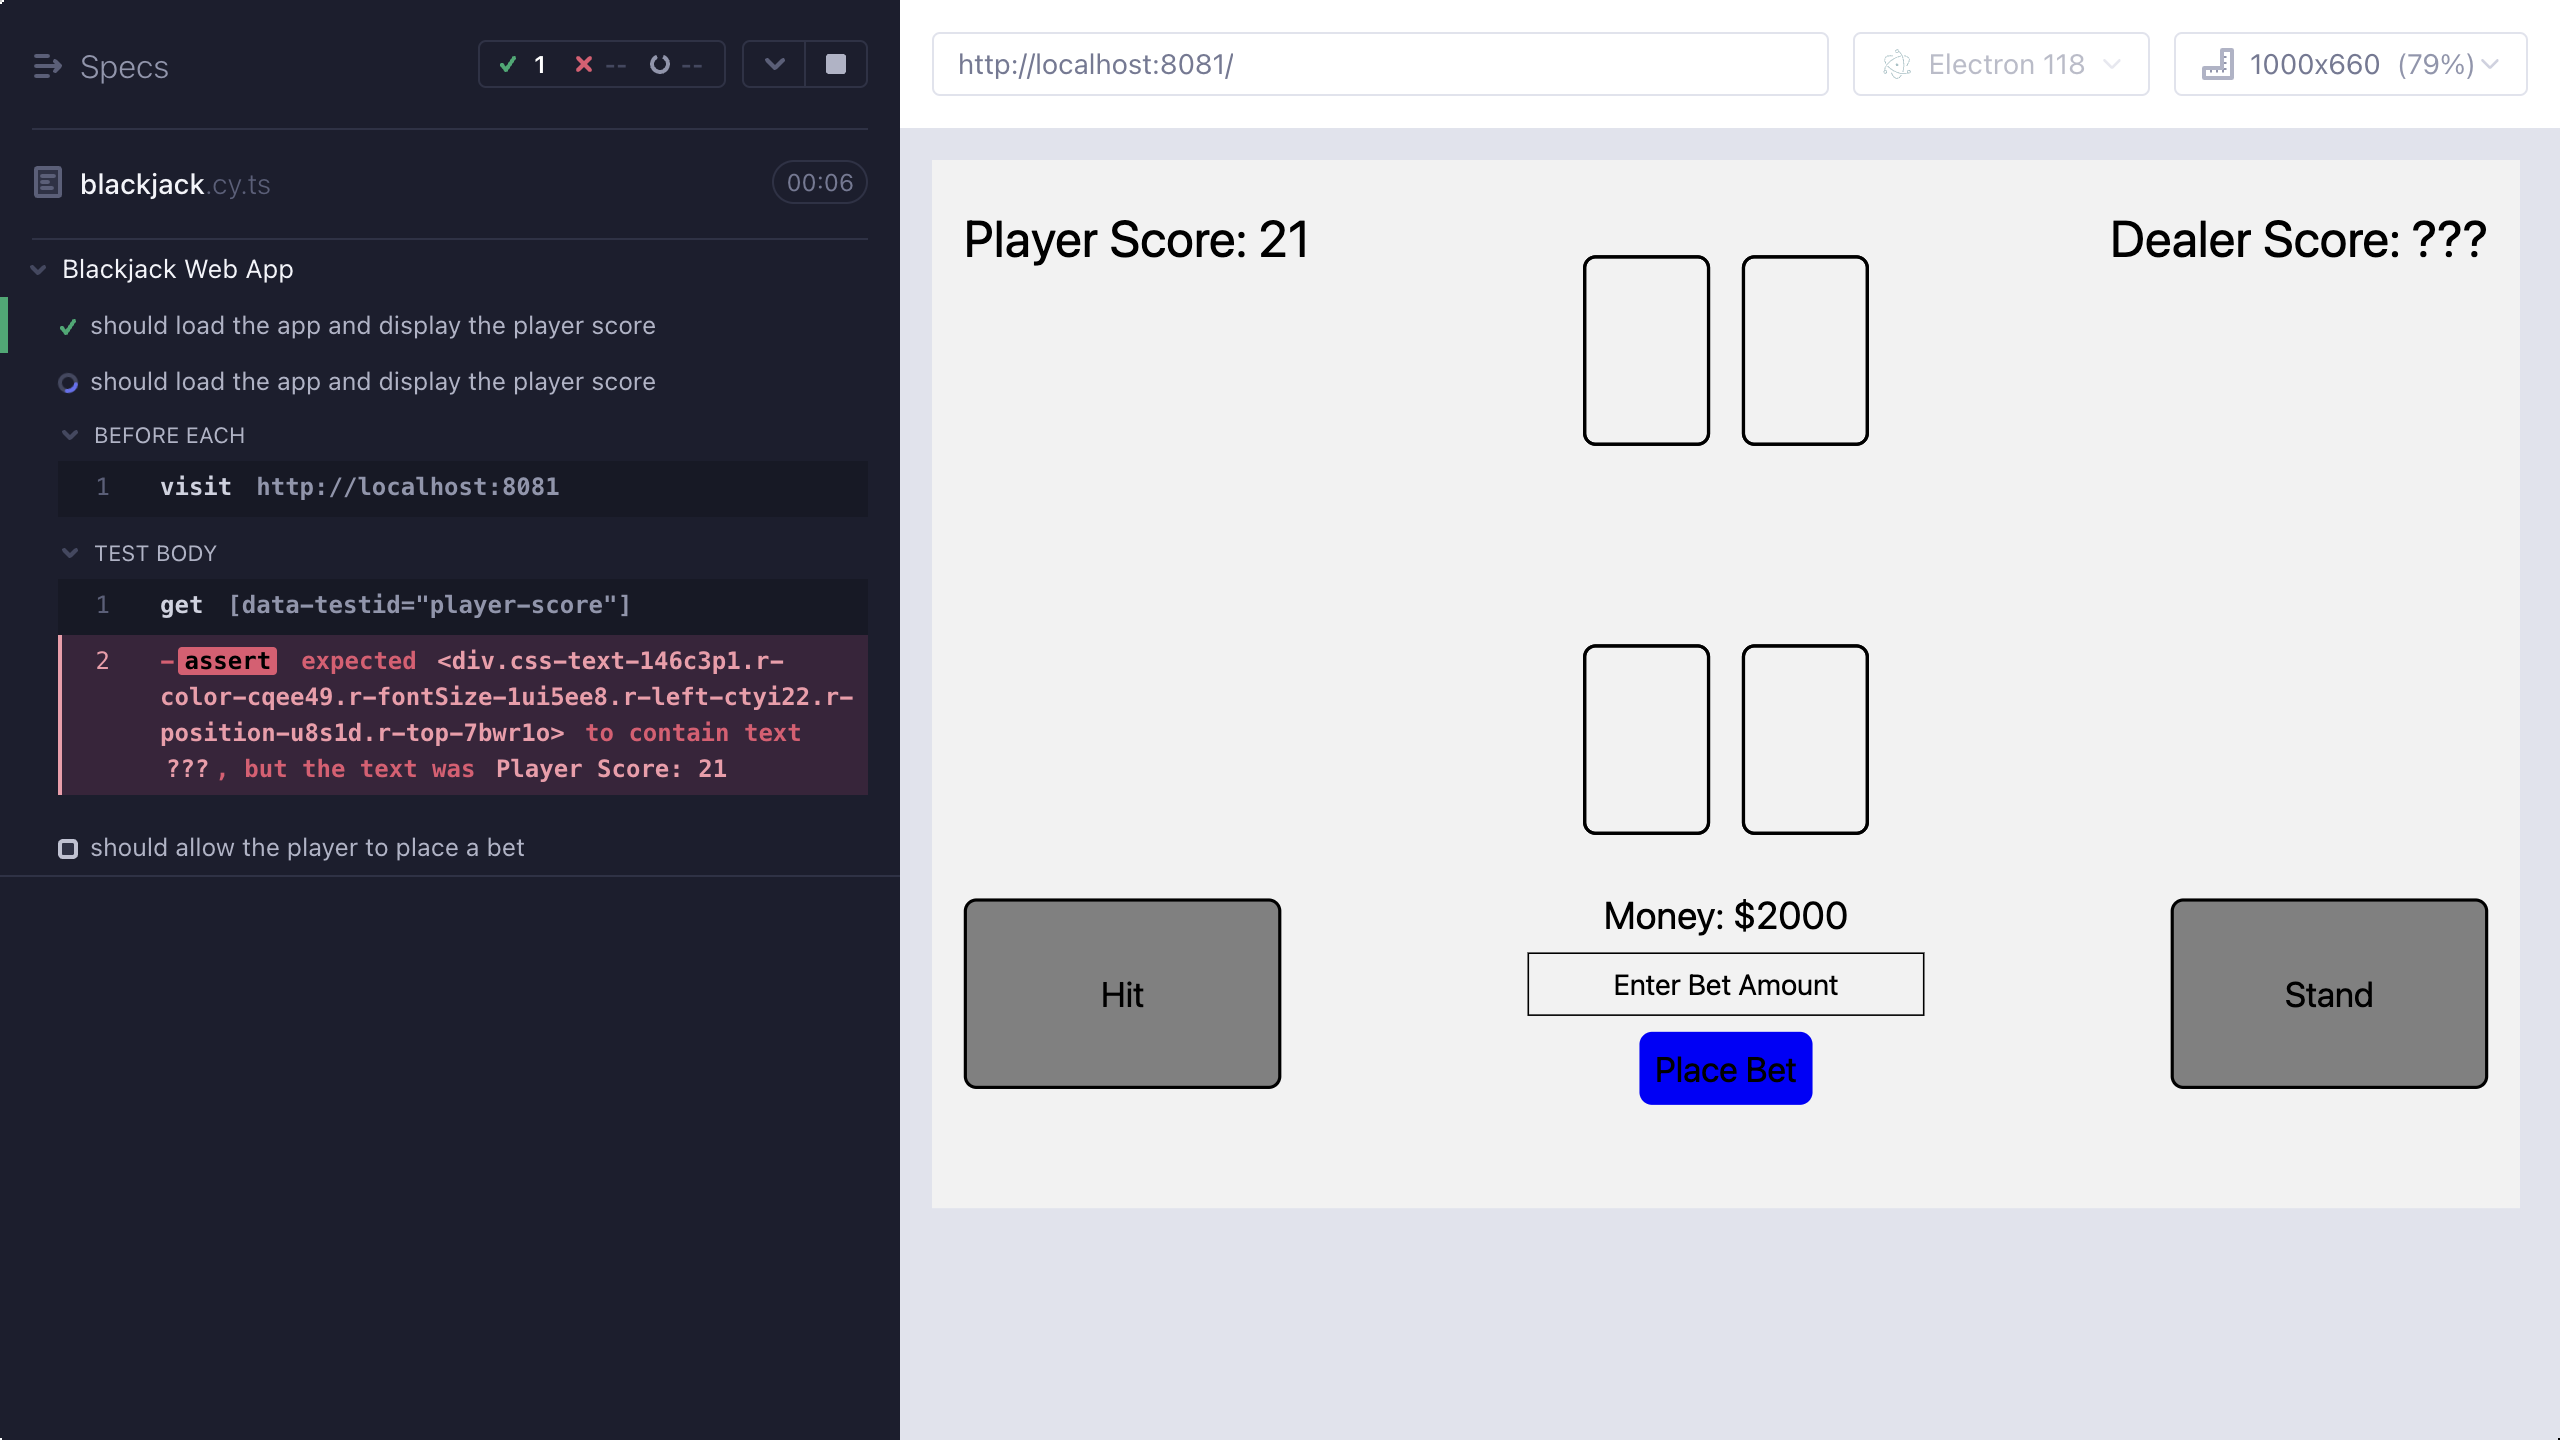 Specs
1 -- --
blackjack.cy.ts
00:06
Blackjack Web App
should load the app and display the player score
should load the app and display the player score
BEFORE EACH
1 visit http://localhost:8081
TEST BODY
1 get [data-testid="player-score"]
2 -assert expected <div.css-text-146c3p1.r-
color-cqee49.r-fontSize-1ui5ee8.r-left-ctyi22.r-
position-u8s1d.r-top-7bwr1o> to contain text
???, but the text was Player Score: 21
should allow the player to place a bet
http://localhost:8081/
Electron 118
1000x660 (79%)
Player Score: 21
Dealer Score: ???
Money: $2000
Enter Bet Amount
Hit
Place Bet
Stand